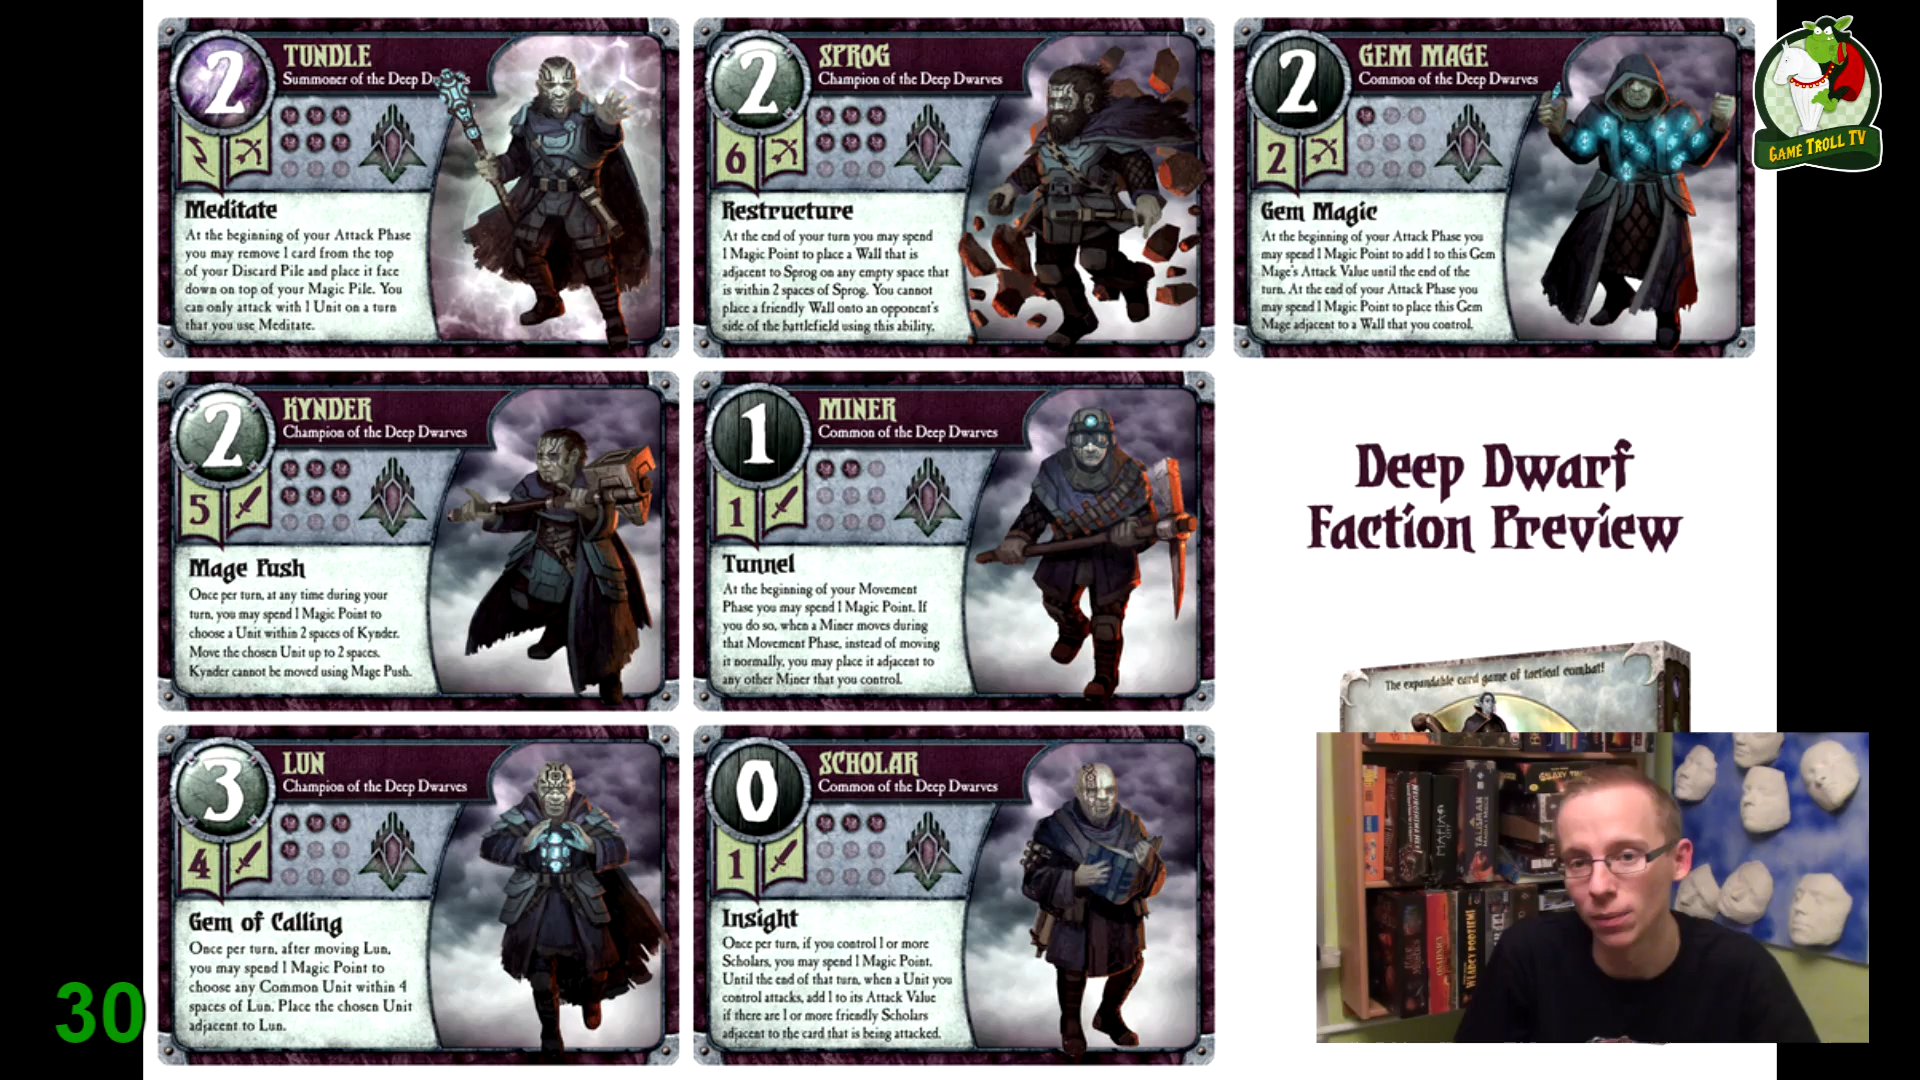 2
TUNDLE
Summoner of the Deep Dwarves
Meditate
At the beginning of your Attack Phase
you may remove 1 card from the top
of your Discard Pile and place it face
down on top of your Magic Pile. You
can only attack with 1 Unit on a turn
that you use Meditate.
2
SPROG
Champion of the Deep Dwarves
6
Restructure
At the end of your turn you may spend
1 Magic Point to place a Wall that is
adjacent to Sprog on any empty space that
is within 2 spaces of Sprog. You cannot
place a friendly Wall onto an opponent's
side of the battlefield using this ability.
2
GEM MAGE
Common of the Deep Dwarves
2
Gem Magic
At the beginning of your Attack Phase you
may spend 1 Magic Point to add 1 to this Gem
Mage's Attack Value until the end of the
turn. At the end of your Attack Phase you
may spend 1 Magic Point to place this Gem
Mage adjacent to a Wall that you control.
GAME TROLL TV
2
KYNDER
Champion of the Deep Dwarves
5
Mage Push
Once per turn, at any time during your
turn, you may spend 1 Magic Point to
choose a Unit within 2 spaces of Kynder.
Move the chosen Unit up to 2 spaces.
Kynder cannot be moved using Mage Push.
1
MINER
Common of the Deep Dwarves
1
Tunnel
At the beginning of your Movement
Phase you may spend 1 Magic Point. If
you do so, when a Miner moves during
that Movement Phase, instead of moving
it normally, you may place it adjacent to
any other Miner that you control.
Deep Dwarf
Faction Preview
The expandable card game of tactical combat!
3
LUN
Champion of the Deep Dwarves
4
Gem of Calling
Once per turn, after moving Lun,
you may spend 1 Magic Point to
choose any Common Unit within 4
spaces of Lun. Place the chosen Unit
adjacent to Lun.
0
SCHOLAR
Common of the Deep Dwarves
1
Insight
Once per turn, if you control 1 or more
Scholars, you may spend 1 Magic Point.
Until the end of that turn, when a Unit you
control attacks, add 1 to its Attack Value
if there are 1 or more friendly Scholars
adjacent to the card that is being attacked.
MAFIA
TALISMAN
30